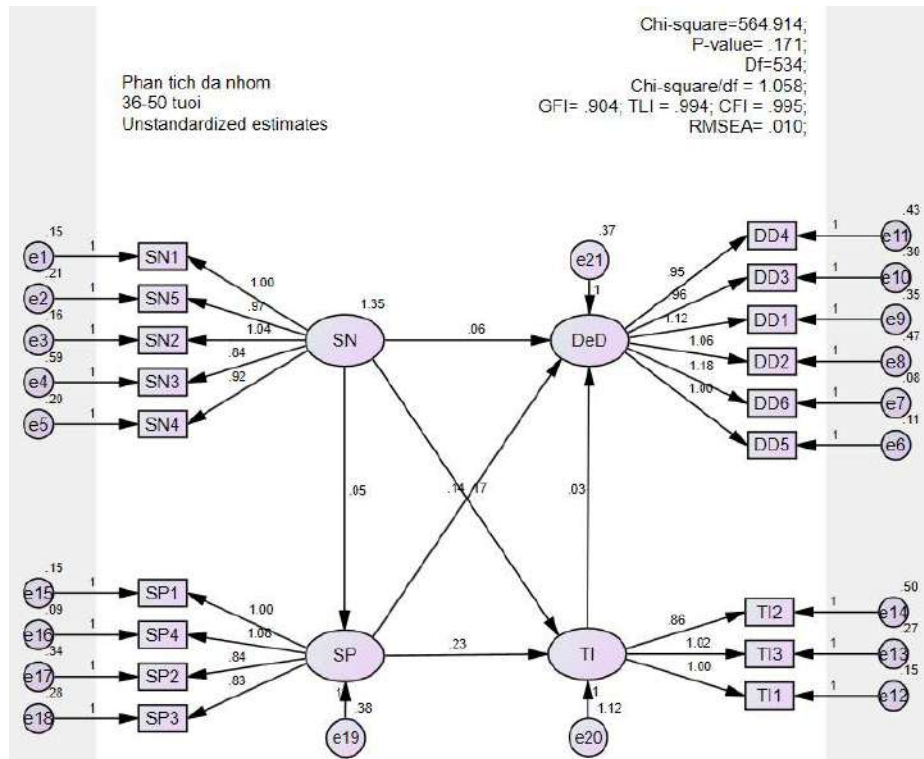 Chi-square=564.914;
P-value= .171;
Df=534;
Chi-square/df = 1.058;
GFI= .904; TLI = .994; CFI = .995;
RMSEA= .010;
Phan tich da nhom
36-50 tuoi
Unstandardized estimates
.15
e1
1
SN1
1.00
.21
e2
1
SN5
.97
.16
e3
1
SN2
1.04
.59
e4
1
SN3
.84
.20
e5
1
SN4
.92
SN
1.35
.06
.37
e21
1
DeD
.95
DD4
1
.43
e11
.96
DD3
1
.30
e10
1.12
DD1
1
.35
e9
1.06
DD2
1
.47
e8
1.18
DD6
1
.08
e7
1.00
DD5
1
.11
e6
.05
.14
.17
.03
.15
e15
1
SP1
1.00
.09
e16
1
SP4
1.06
.34
e17
1
SP2
.84
.28
e18
1
SP3
.83
SP
.23
TI
.86
TI2
1
.50
e14
1.02
TI3
1
.27
e13
1.00
TI1
1
.15
e12
1
.38
e19
1
1.12
e20